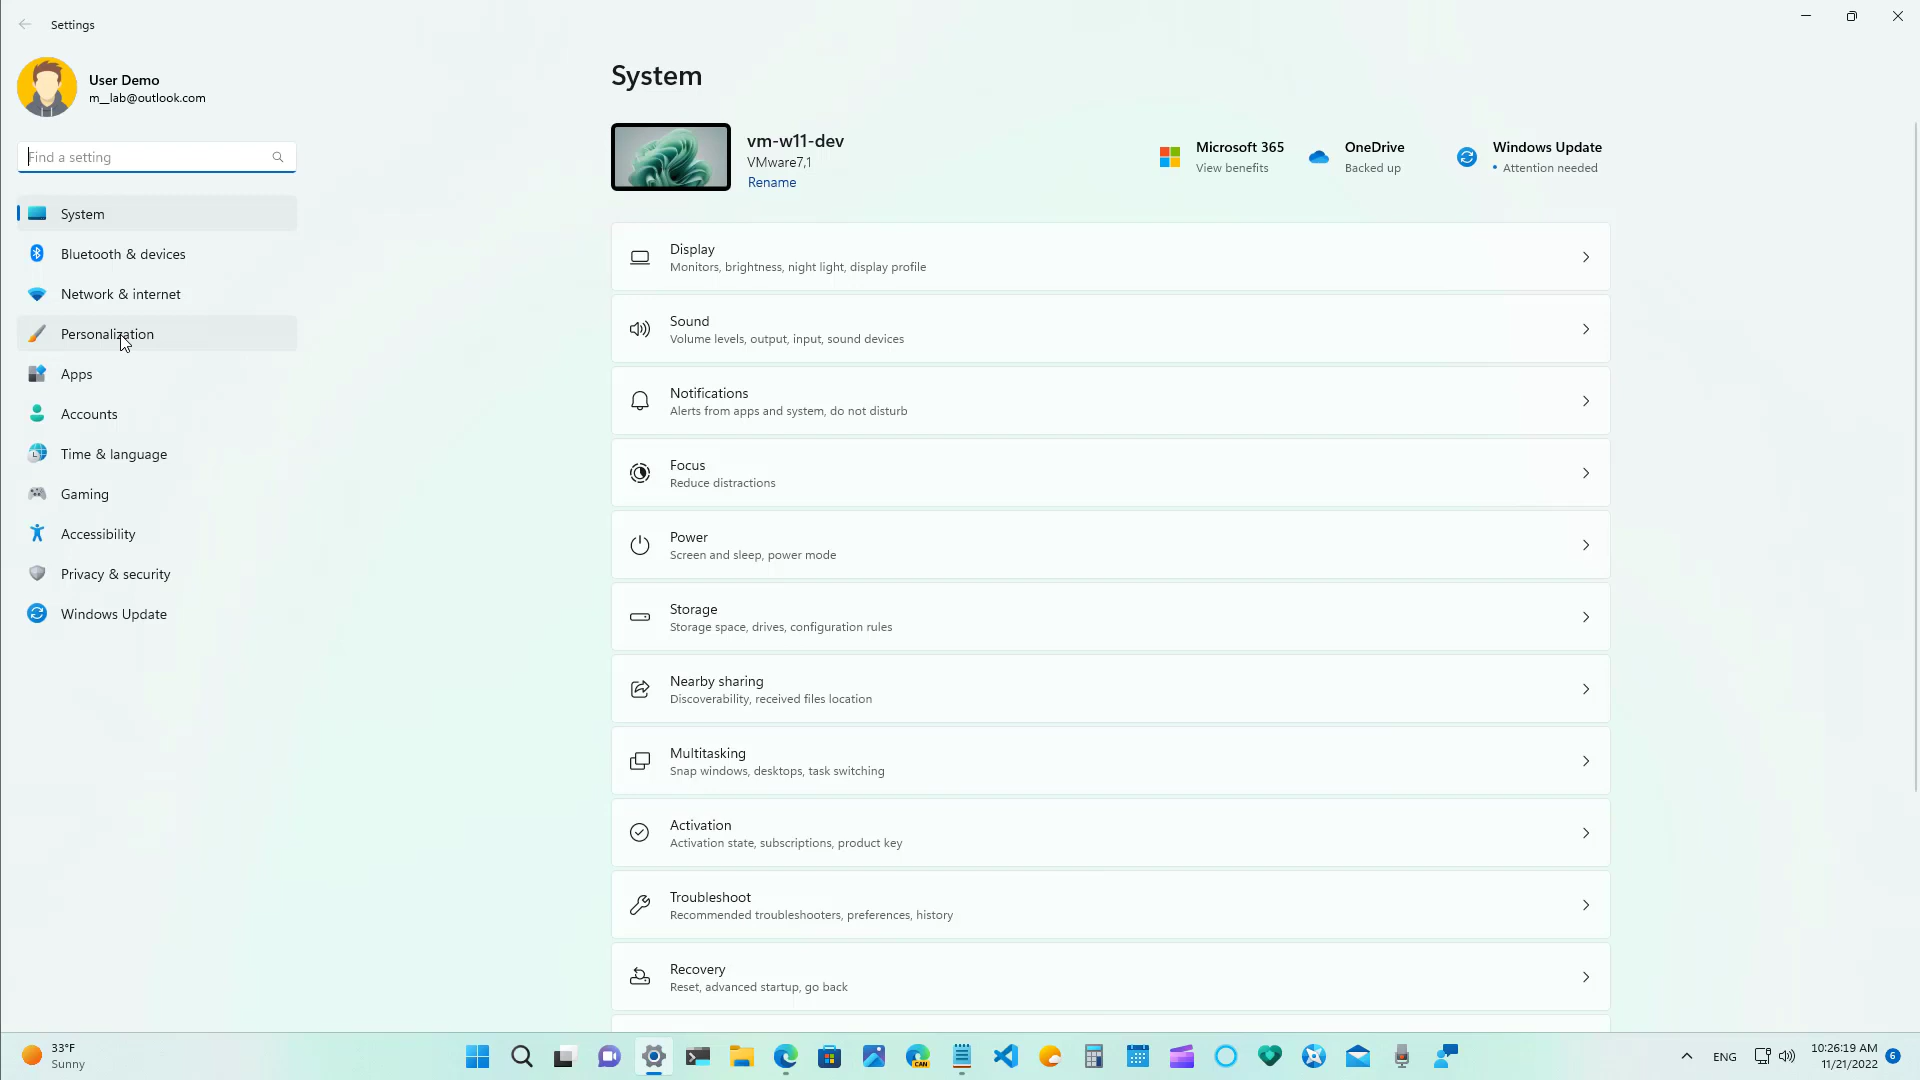 Settings
User Demo
m__lab@outlook.com
Find a setting
System
Bluetooth & devices
Network & internet
Personalization
Apps
Accounts
Time & language
Gaming
Accessibility
Privacy & security
Windows Update
System
vm-w11-dev
VMware7,1
Rename
Microsoft 365
View benefits
OneDrive
Backed up
Windows Update
• Attention needed
Display
Monitors, brightness, night light, display profile
Sound
Volume levels, output, input, sound devices
Notifications
Alerts from apps and system, do not disturb
Focus
Reduce distractions
Power
Screen and sleep, power mode
Storage
Storage space, drives, configuration rules
Nearby sharing
Discoverability, received files location
Multitasking
Snap windows, desktops, task switching
Activation
Activation state, subscriptions, product key
Troubleshoot
Recommended troubleshooters, preferences, history
Recovery
Reset, advanced startup, go back
33°F
Sunny
CAN
ENG
10:26:19 AM
11/21/2022
6